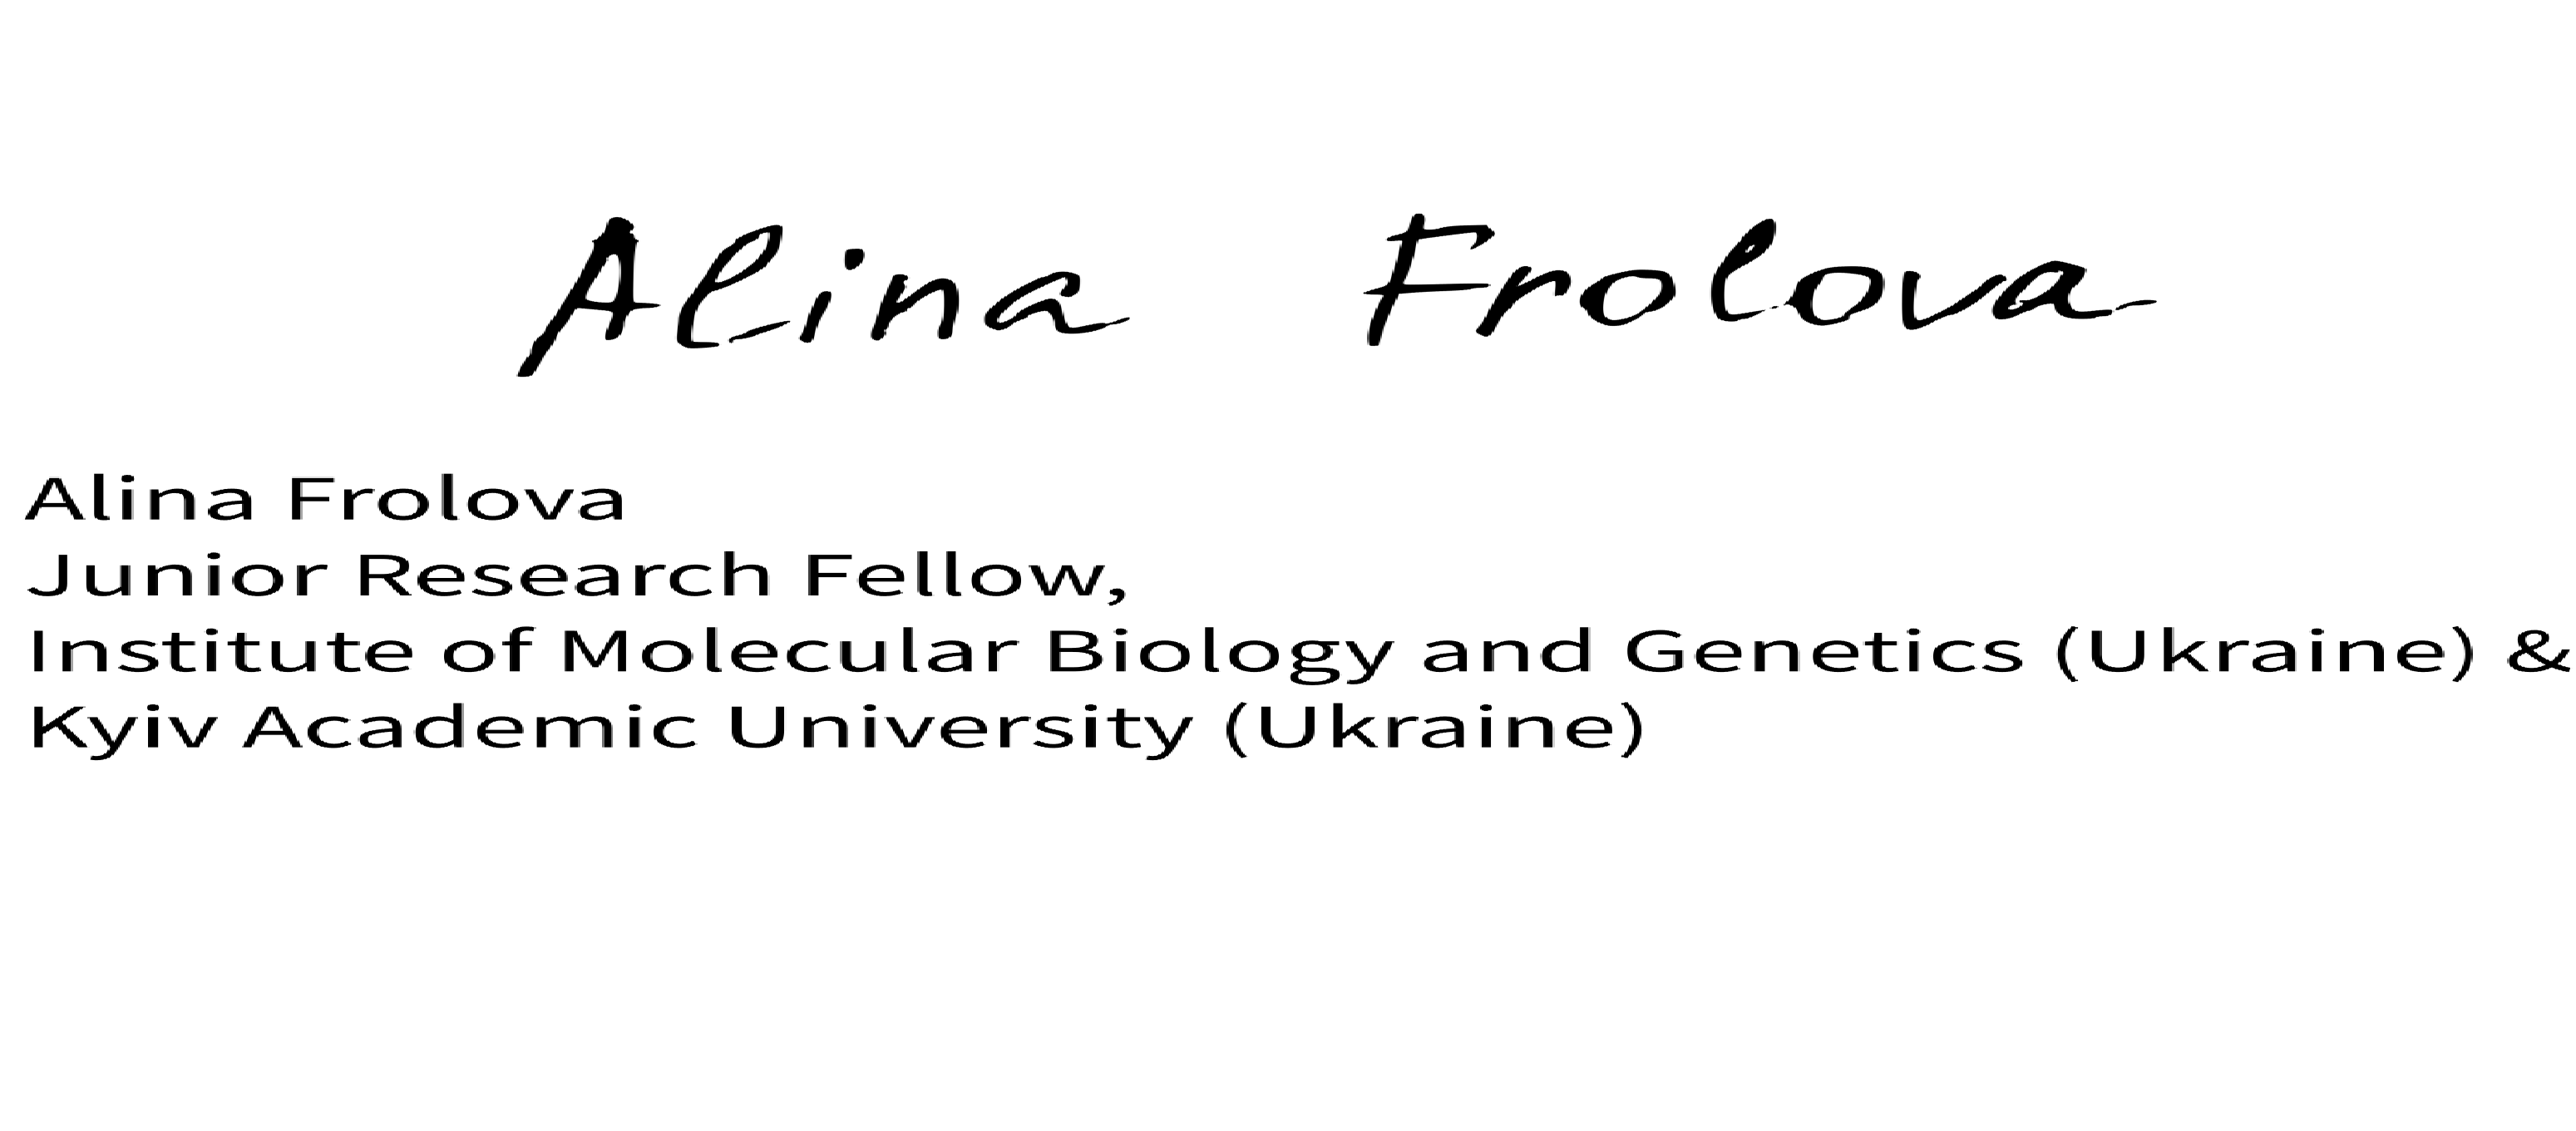 Alina Frolova
Alina Frolova
Junior Research Fellow,
Institute of Molecular Biology and Genetics (Ukraine) &
Kyiv Academic University (Ukraine)